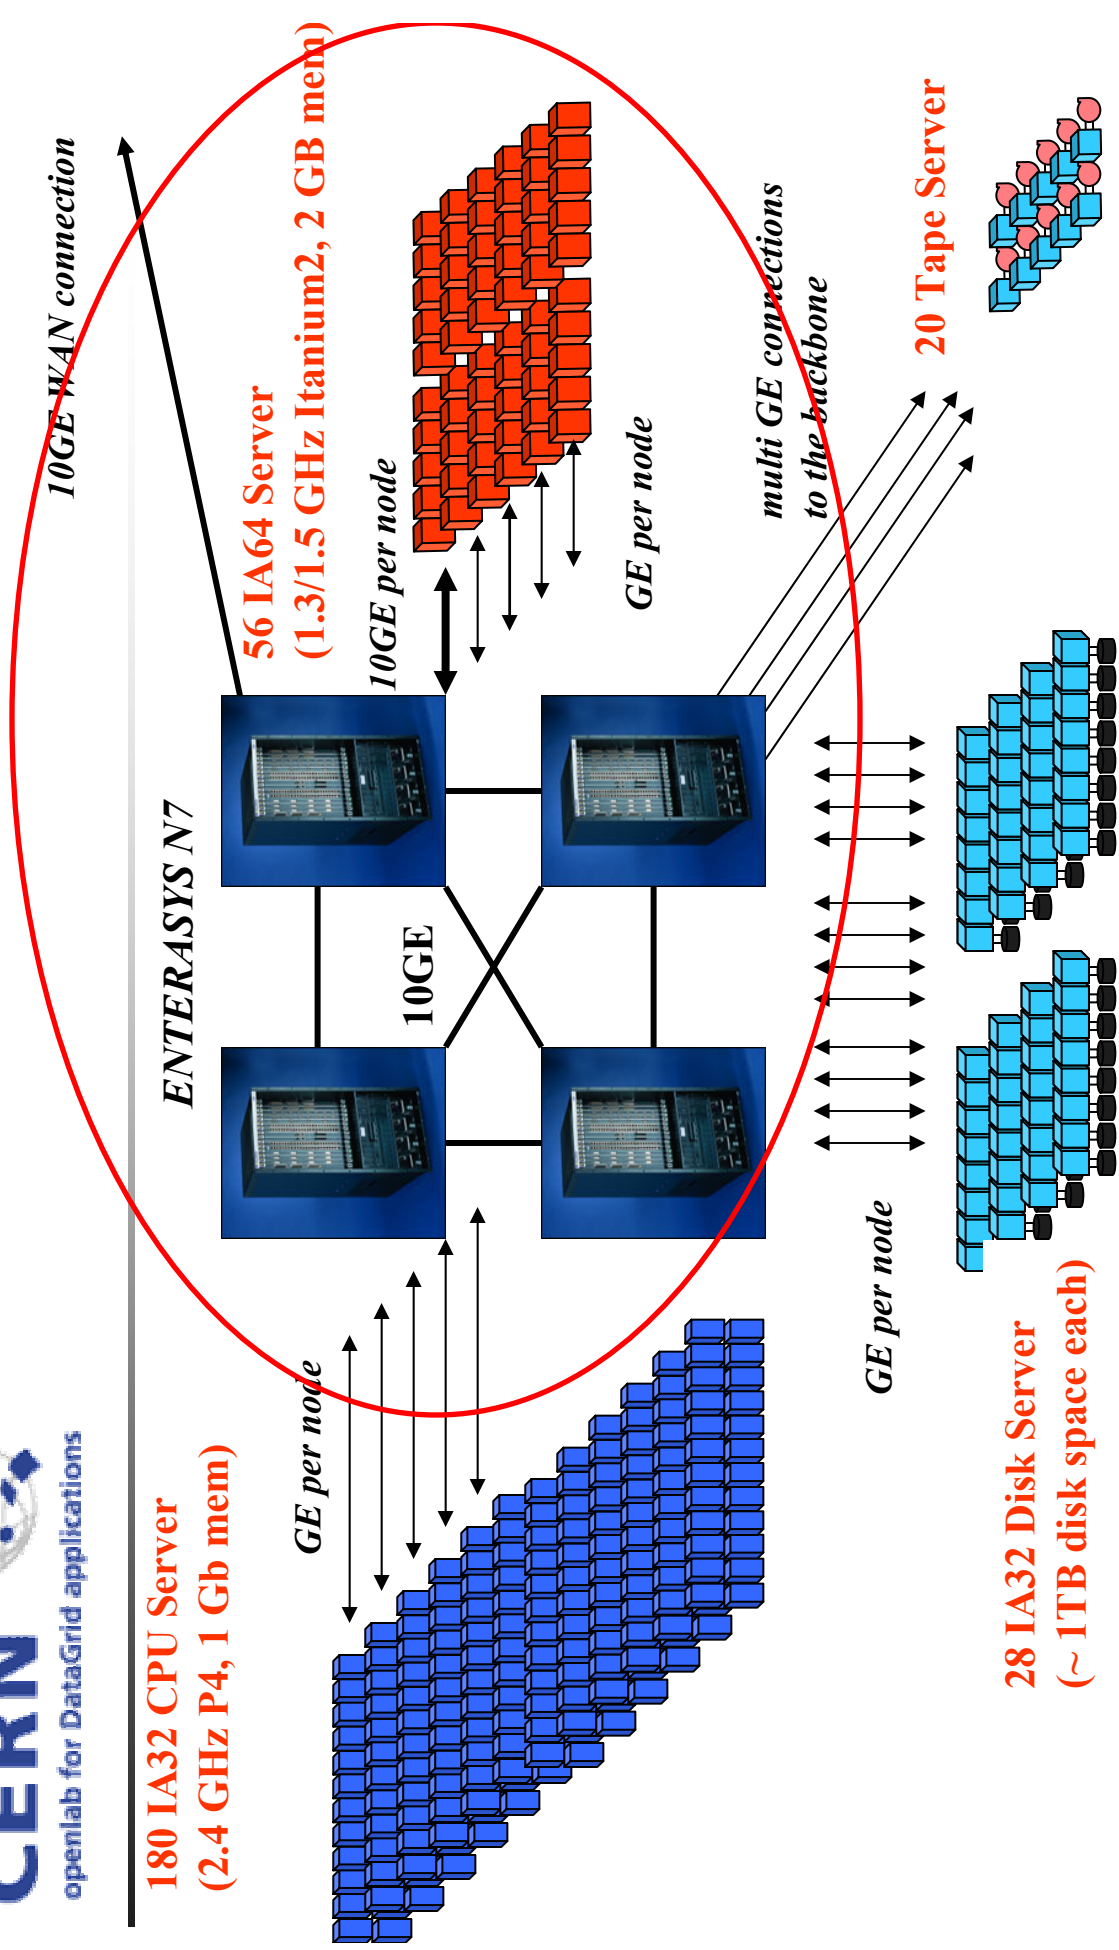 CERN
openlab for DataGrid applications
ENTERASYS N7
10GE WAN connection
180 IA32 CPU Server
(2.4 GHz P4, 1 Gb mem)
56 IA64 Server
(1.3/1.5 GHz Itanium2, 2 GB mem)
GE per node
10GE per node
10GE
GE per node
multi GE connections
to the backbone
GE per node
20 Tape Server
28 IA32 Disk Server
(~ 1TB disk space each)